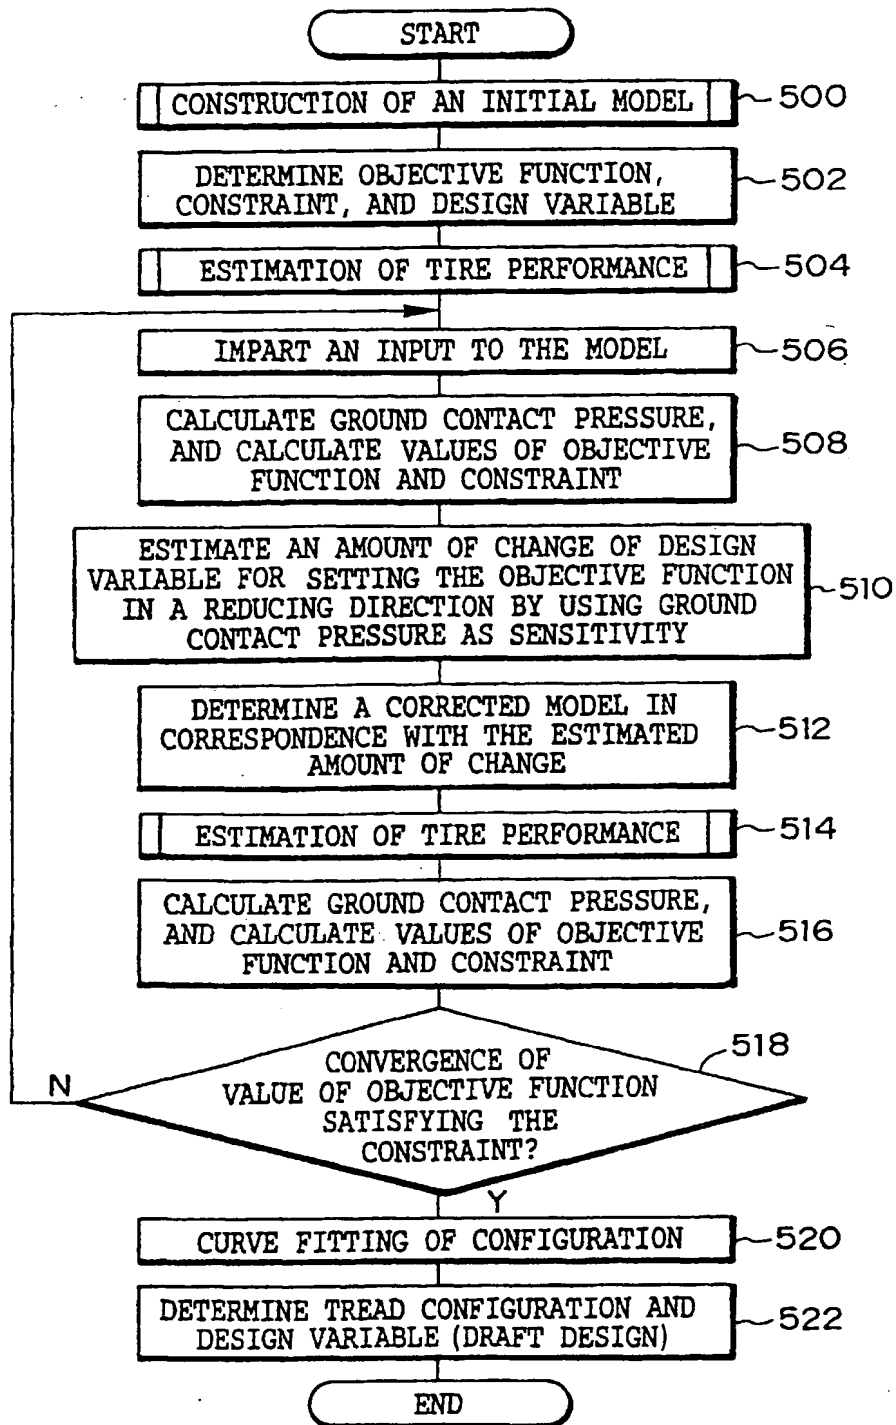 START
CONSTRUCTION OF AN INITIAL MODEL
500
DETERMINE OBJECTIVE FUNCTION,
CONSTRAINT, AND DESIGN VARIABLE
502
ESTIMATION OF TIRE PERFORMANCE
504
IMPART AN INPUT TO THE MODEL
506
CALCULATE GROUND CONTACT PRESSURE,
AND CALCULATE VALUES OF OBJECTIVE
FUNCTION AND CONSTRAINT
508
ESTIMATE AN AMOUNT OF CHANGE OF DESIGN
VARIABLE FOR SETTING THE OBJECTIVE FUNCTION
IN A REDUCING DIRECTION BY USING GROUND
CONTACT PRESSURE AS SENSITIVITY
510
DETERMINE A CORRECTED MODEL IN
CORRESPONDENCE WITH THE ESTIMATED
AMOUNT OF CHANGE
512
ESTIMATION OF TIRE PERFORMANCE
514
CALCULATE GROUND CONTACT PRESSURE,
AND CALCULATE VALUES OF OBJECTIVE
FUNCTION AND CONSTRAINT
516
CONVERGENCE OF
VALUE OF OBJECTIVE FUNCTION
SATISFYING THE
CONSTRAINT?
518
N
Y
CURVE FITTING OF CONFIGURATION
520
DETERMINE TREAD CONFIGURATION AND
DESIGN VARIABLE (DRAFT DESIGN)
522
END